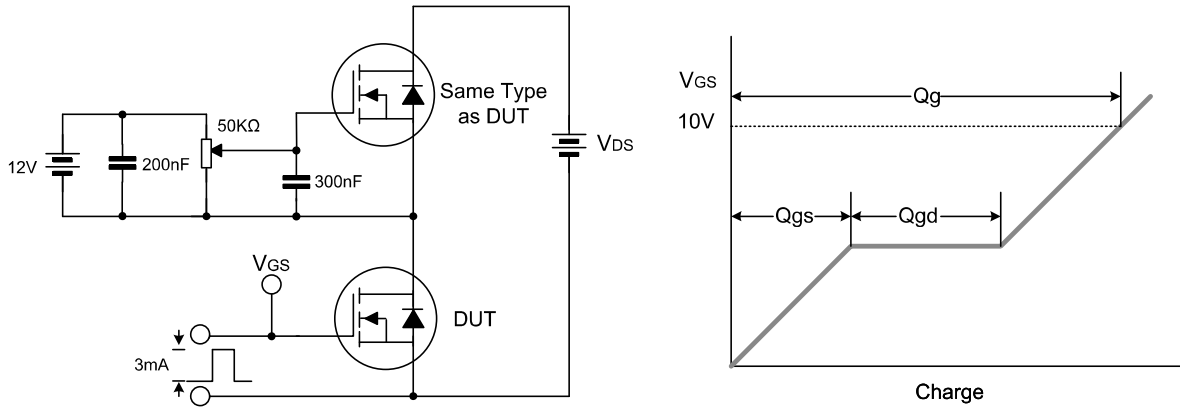 Same Type
as DUT
50KΩ
12V
200nF
300nF
VDS
VGS
DUT
3mA
VGS
10V
Qg
Qgs
Qgd
Charge